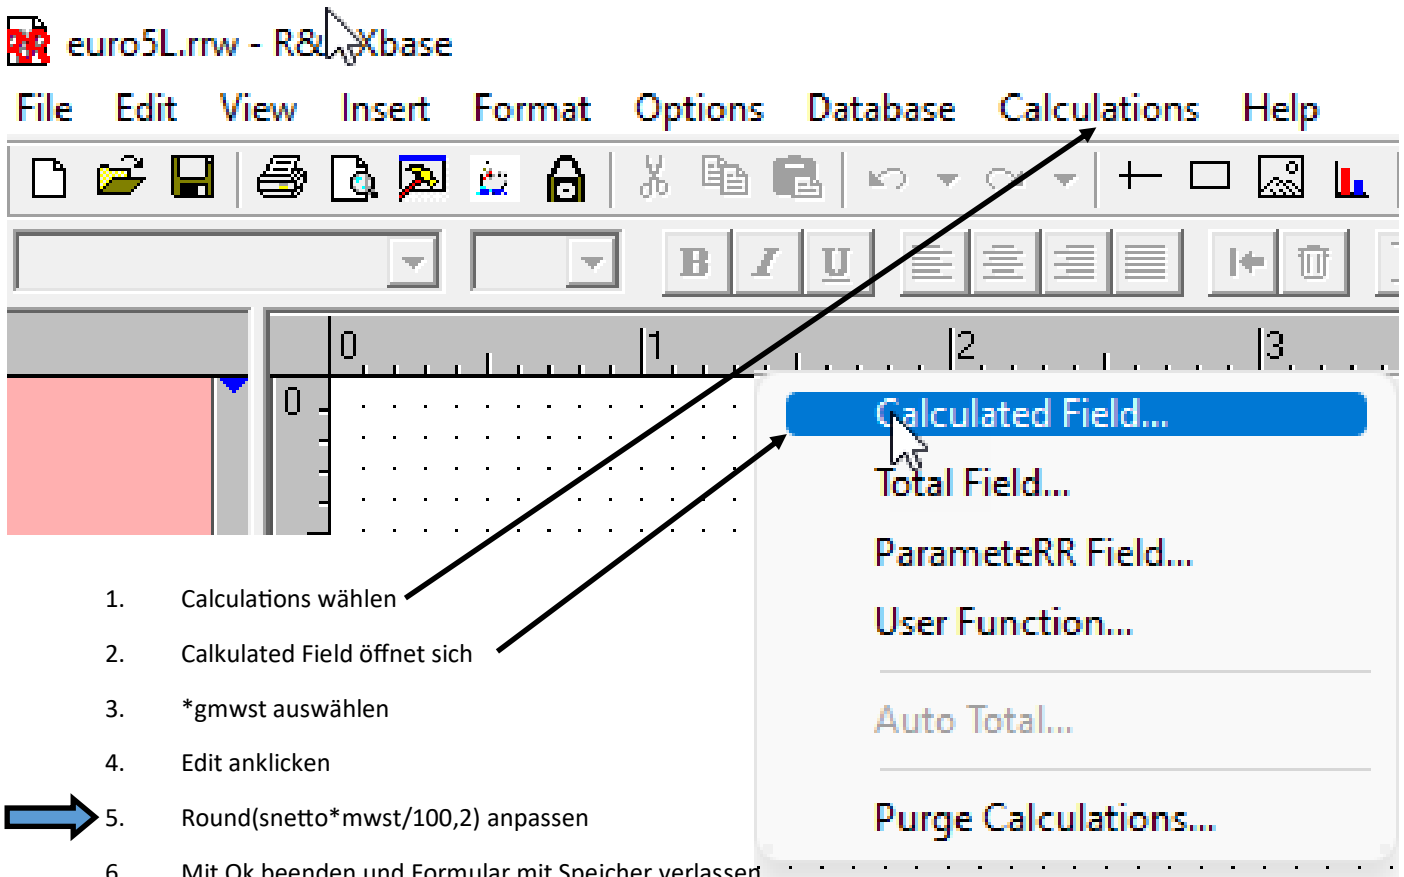 euro5L.rrw - R&R Xbase
File Edit View Insert Format Options Database Calculations Help
B I U
0 1 2 3
0
Calculated Field...
Total Field...
ParameteRR Field...
User Function...
Auto Total...
Purge Calculations...
1. Calculations wählen
2. Calkulated Field öffnet sich
3. *gmwst auswählen
4. Edit anklicken
5. Round(snetto*mwst/100,2) anpassen
6. Mit Ok beenden und Formular mit Speicher verlassen